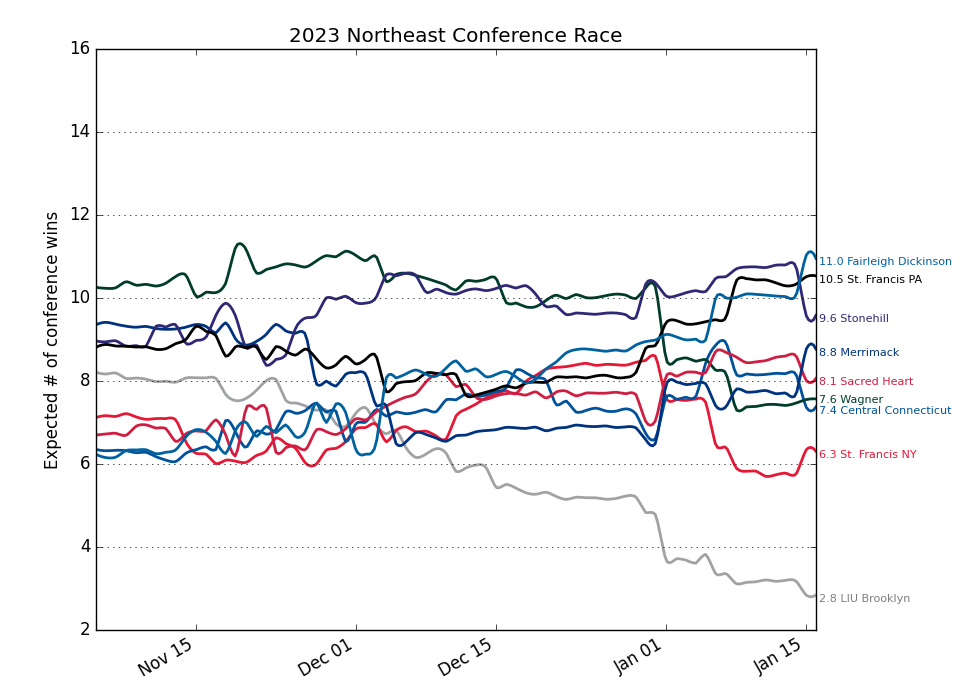 2023 Northeast Conference Race
Expected # of conference wins
16
14
12
10
8
6
4
2
Nov 15
Dec 01
Dec 15
Jan 01
Jan 15
11.0 Fairleigh Dickinson
10.5 St. Francis PA
9.6 Stonehill
8.8 Merrimack
8.1 Sacred Heart
7.6 Wagner
7.4 Central Connecticut
6.3 St. Francis NY
2.8 LIU Brooklyn